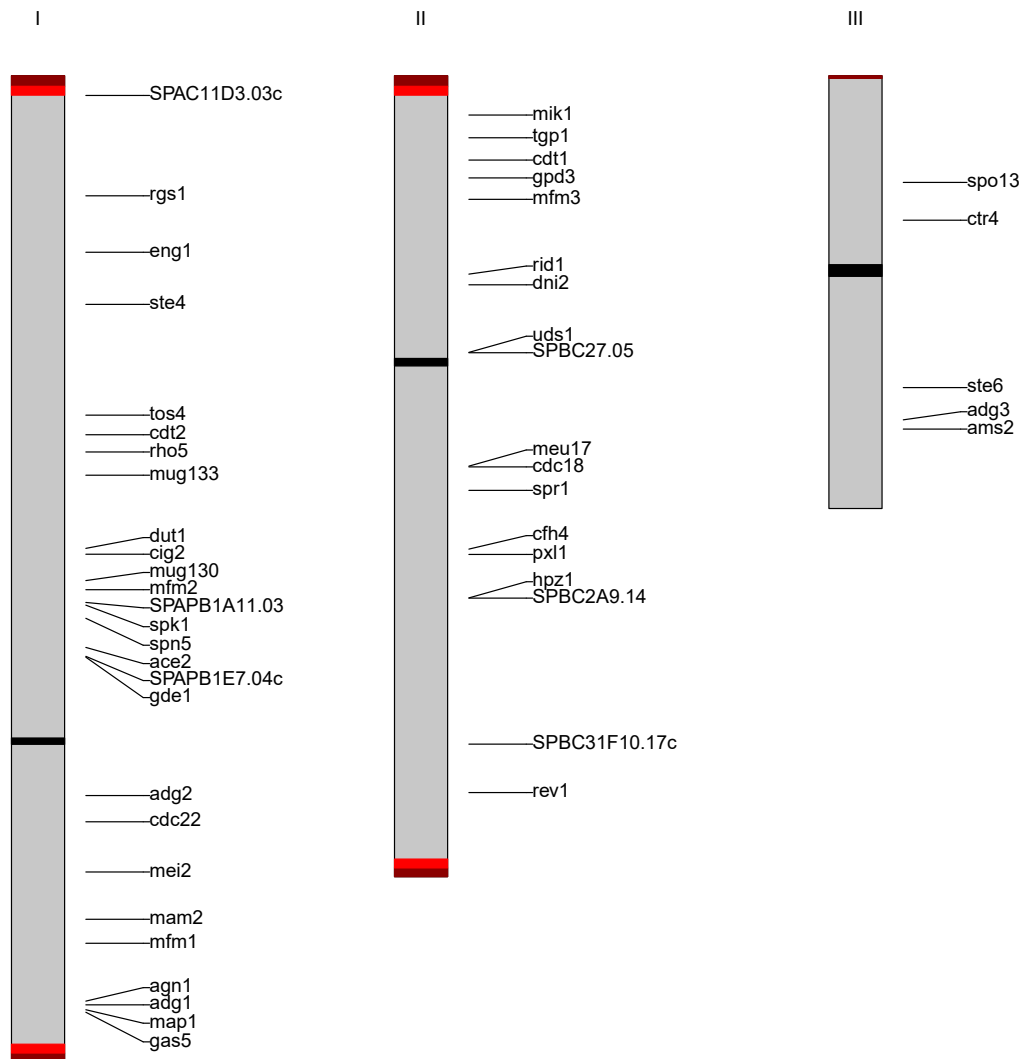 I
SPAC11D3.03c
rgs1
eng1
ste4
tos4
cdt2
rho5
mug133
dut1
cig2
mug130
mfm2
SPAPB1A11.03
spk1
spn5
ace2
SPAPB1E7.04c
gde1
adg2
cdc22
mei2
mam2
mfm1
agn1
adg1
map1
gas5
II
mik1
tgp1
cdt1
gpd3
mfm3
rid1
dni2
uds1
SPBC27.05
meu17
cdc18
spr1
cfh4
pxl1
hpz1
SPBC2A9.14
SPBC31F10.17c
rev1
III
spo13
ctr4
ste6
adg3
ams2